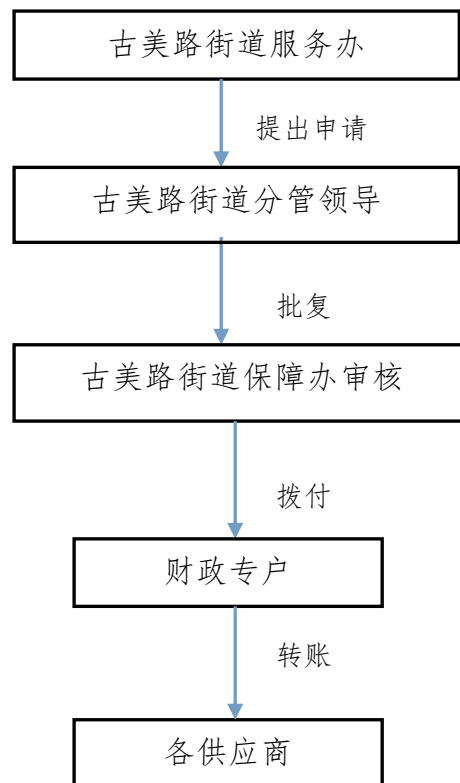 古美路街道服务办
提出申请
古美路街道分管领导
批复
古美路街道保障办审核
拨付
财政专户
转账
各供应商